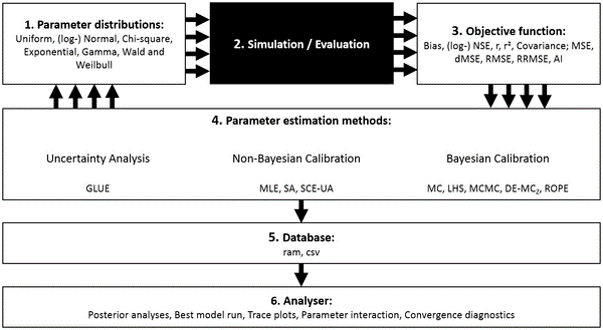 1. Parameter distributions:
Uniform, (log-) Normal, Chi-square,
Exponential, Gamma, Wald and
Weilbull
2. Simulation / Evaluation
3. Objective function:
Bias, (log-) NSE, r, r², Covariance; MSE,
dMSE, RMSE, RRMSE, AI
4. Parameter estimation methods:
Uncertainty Analysis
GLUE
Non-Bayesian Calibration
MLE, SA, SCE-UA
Bayesian Calibration
MC, LHS, MCMC, DE-MCz, ROPE
5. Database:
ram, csv
6. Analyser:
Posterior analyses, Best model run, Trace plots, Parameter interaction, Convergence diagnostics